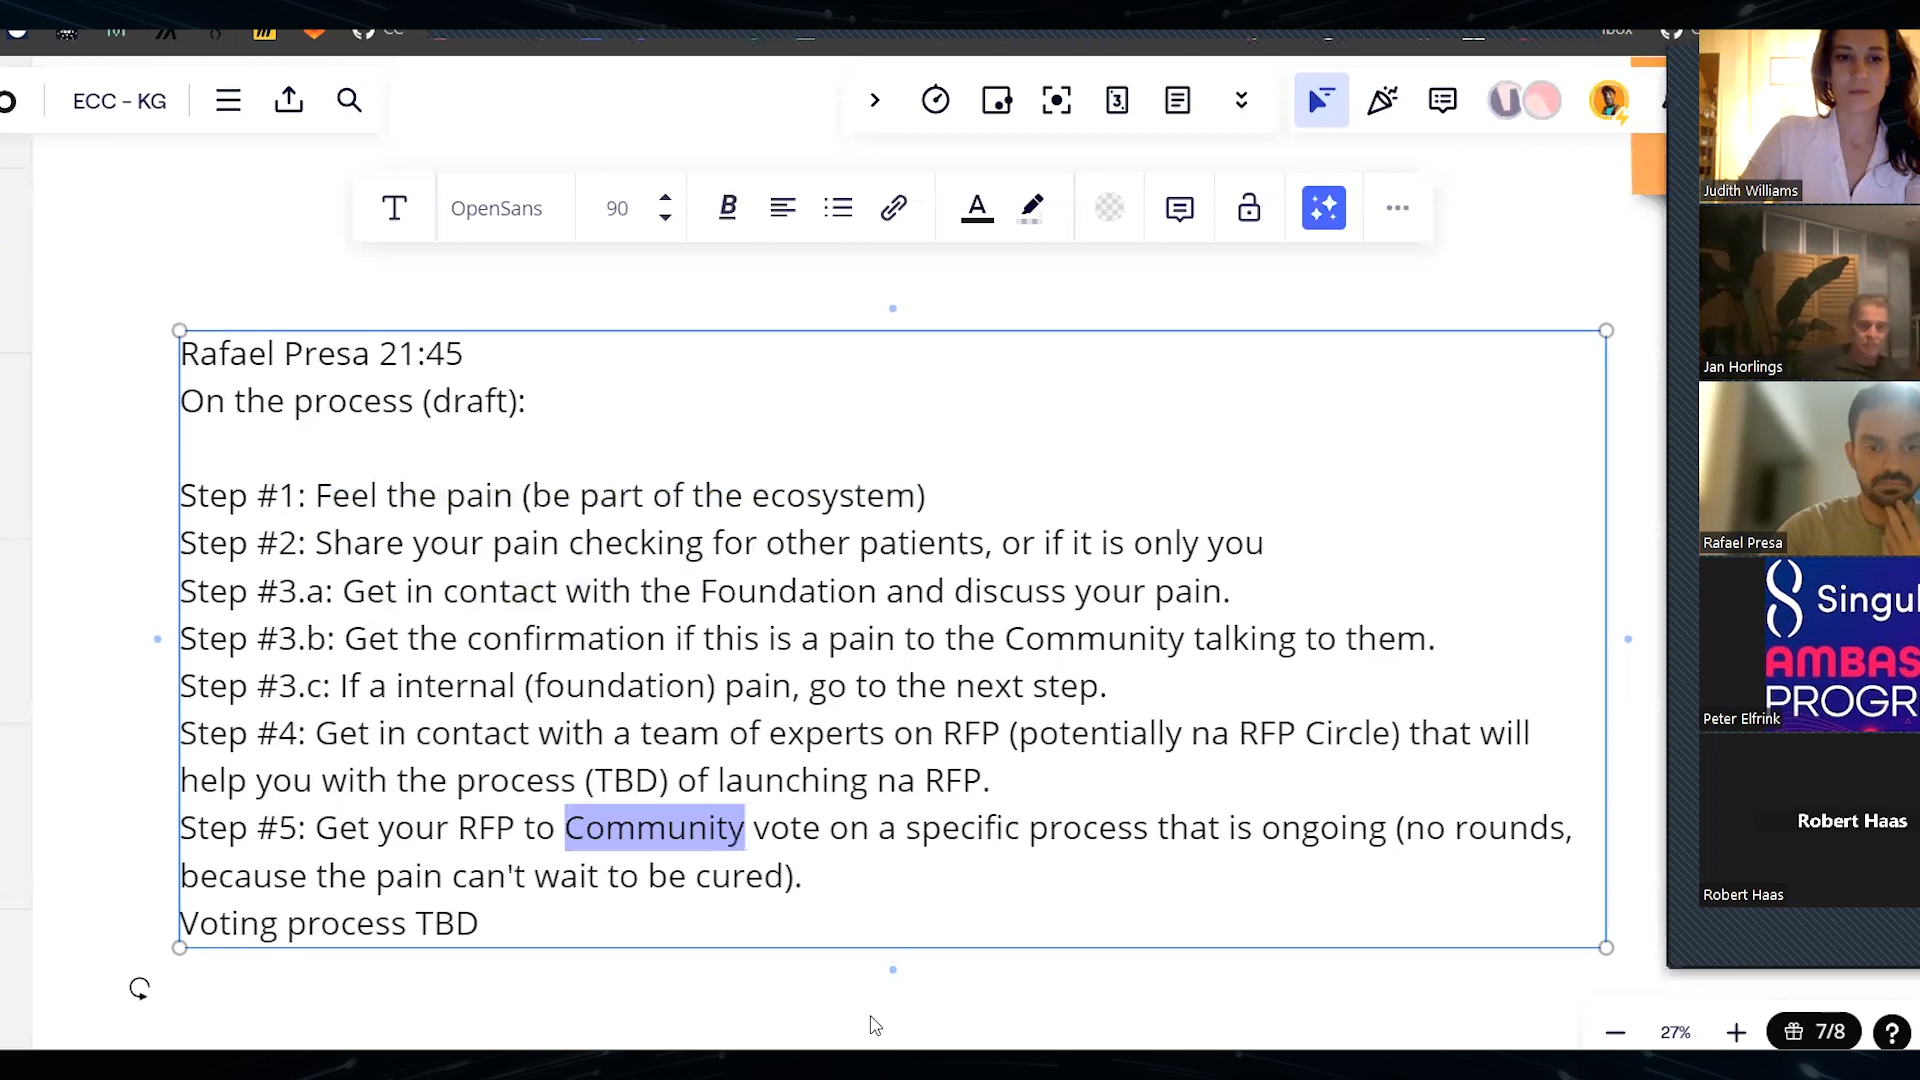 ECC – KG
OpenSans
90
B
A
3
Rafael Presa 21:45
On the process (draft):
Step #1: Feel the pain (be part of the ecosystem)
Step #2: Share your pain checking for other patients, or if it is only you
Step #3.a: Get in contact with the Foundation and discuss your pain.
Step #3.b: Get the confirmation if this is a pain to the Community talking to them.
Step #3.c: If a internal (foundation) pain, go to the next step.
Step #4: Get in contact with a team of experts on RFP (potentially na RFP Circle) that will
help you with the process (TBD) of launching na RFP.
Step #5: Get your RFP to Community vote on a specific process that is ongoing (no rounds,
because the pain can't wait to be cured).
Voting process TBD
27%
7/8
?
Judith Williams
Jan Horlings
Rafael Presa
Singul
AMBAS
PROGR
Peter Elfrink
Robert Haas
Robert Haas